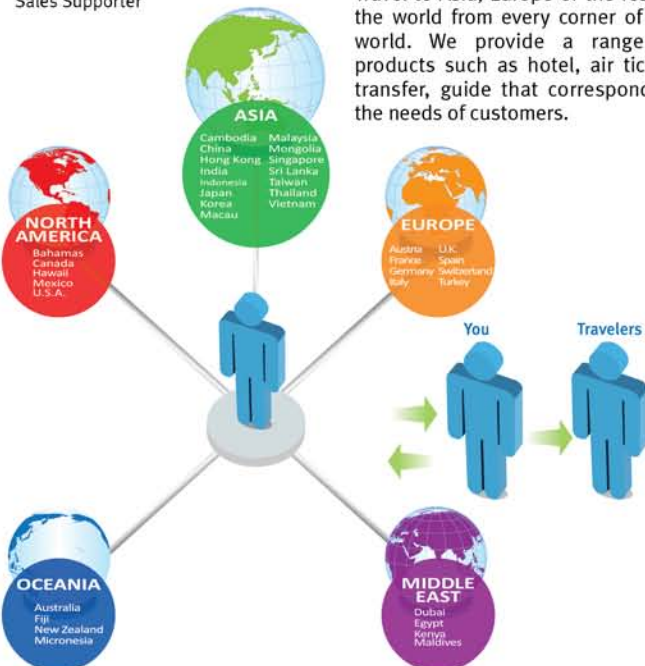 Sales Supporter
the world from every corner of
world. We provide a range
products such as hotel, air tic
transfer, guide that correspon
the needs of customers.
ASIA
Cambodia Malaysia
China Mongolia
Hong Kong Singapore
India Sri Lanka
Indonesia Taiwan
Japan Thailand
Korea Vietnam
Macau
NORTH
AMERICA
Bahamas
Canada
Hawaii
Mexico
U.S.A.
EUROPE
Austria U.K.
France Spain
Germany Switzerland
Italy Turkey
You Travelers
OCEANIA
Australia
Fiji
New Zealand
Micronesia
MIDDLE
EAST
Dubai
Egypt
Kenya
Maldives